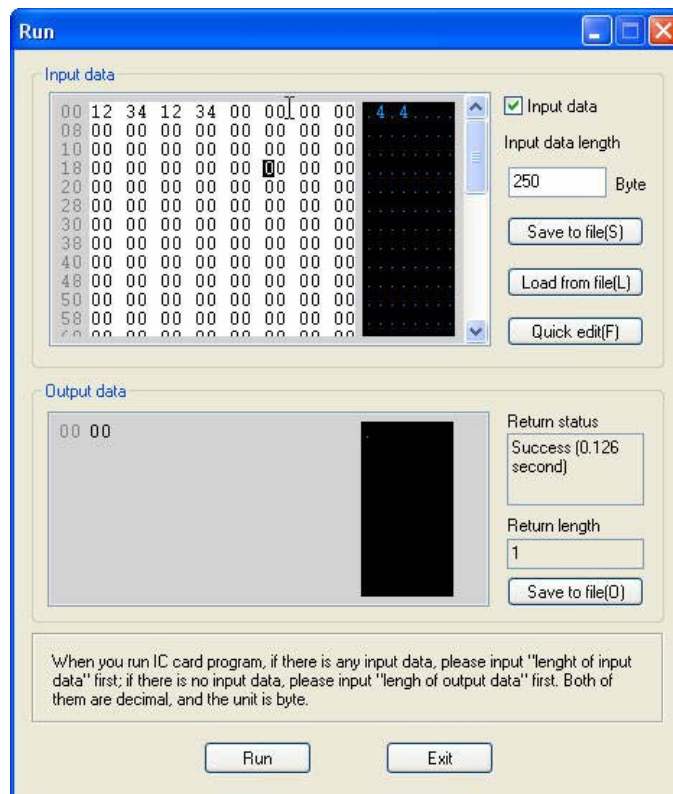 Run
Input data
00 12 34 12 34 00 00 00 00 .4.4....
08 00 00 00 00 00 00 00 00 ........
10 00 00 00 00 00 00 00 00 ........
18 00 00 00 00 00 00 00 00 ........
20 00 00 00 00 00 00 00 00 ........
28 00 00 00 00 00 00 00 00 ........
30 00 00 00 00 00 00 00 00 ........
38 00 00 00 00 00 00 00 00 ........
40 00 00 00 00 00 00 00 00 ........
48 00 00 00 00 00 00 00 00 ........
50 00 00 00 00 00 00 00 00 ........
58 00 00 00 00 00 00 00 00 ........
Input data
Input data length
250 Byte
Save to file(S)
Load from file(L)
Quick edit(F)
Output data
00 00 .
Return status
Success (0.126
second)
Return length
1
Save to file(O)
When you run IC card program, if there is any input data, please input "lenght of input
data" first; if there is no input data, please input "lengh of output data" first. Both of
them are decimal, and the unit is byte.
Run
Exit